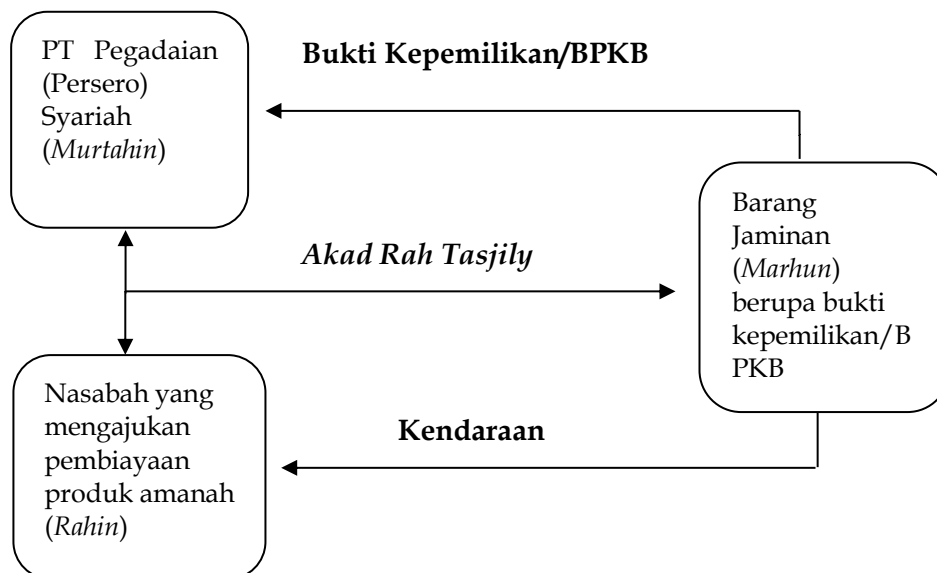 PT Pegadaian
(Persero)
Syariah
(Murtahin)
Bukti Kepemilikan/BPKB
Akad Rah Tasjily
Barang
Jaminan
(Marhun)
berupa bukti
kepemilikan/B
PKB
Nasabah yang
mengajukan
pembiayaan
produk amanah
(Rahin)
Kendaraan